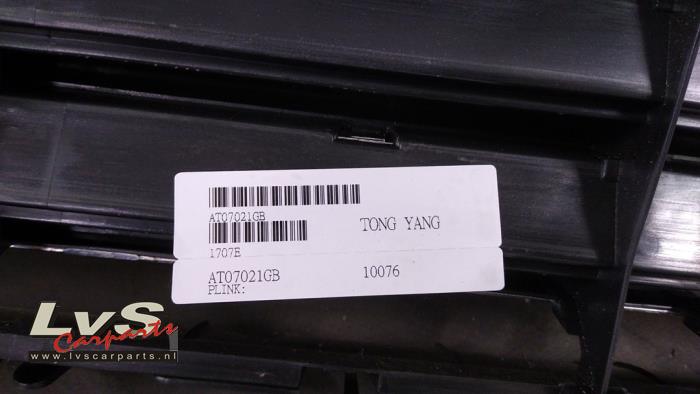 AT07021GB
1707E
TONG YANG
AT07021GB
10076
PLINK:
LvS
Carparts
www.lvscarparts.nl